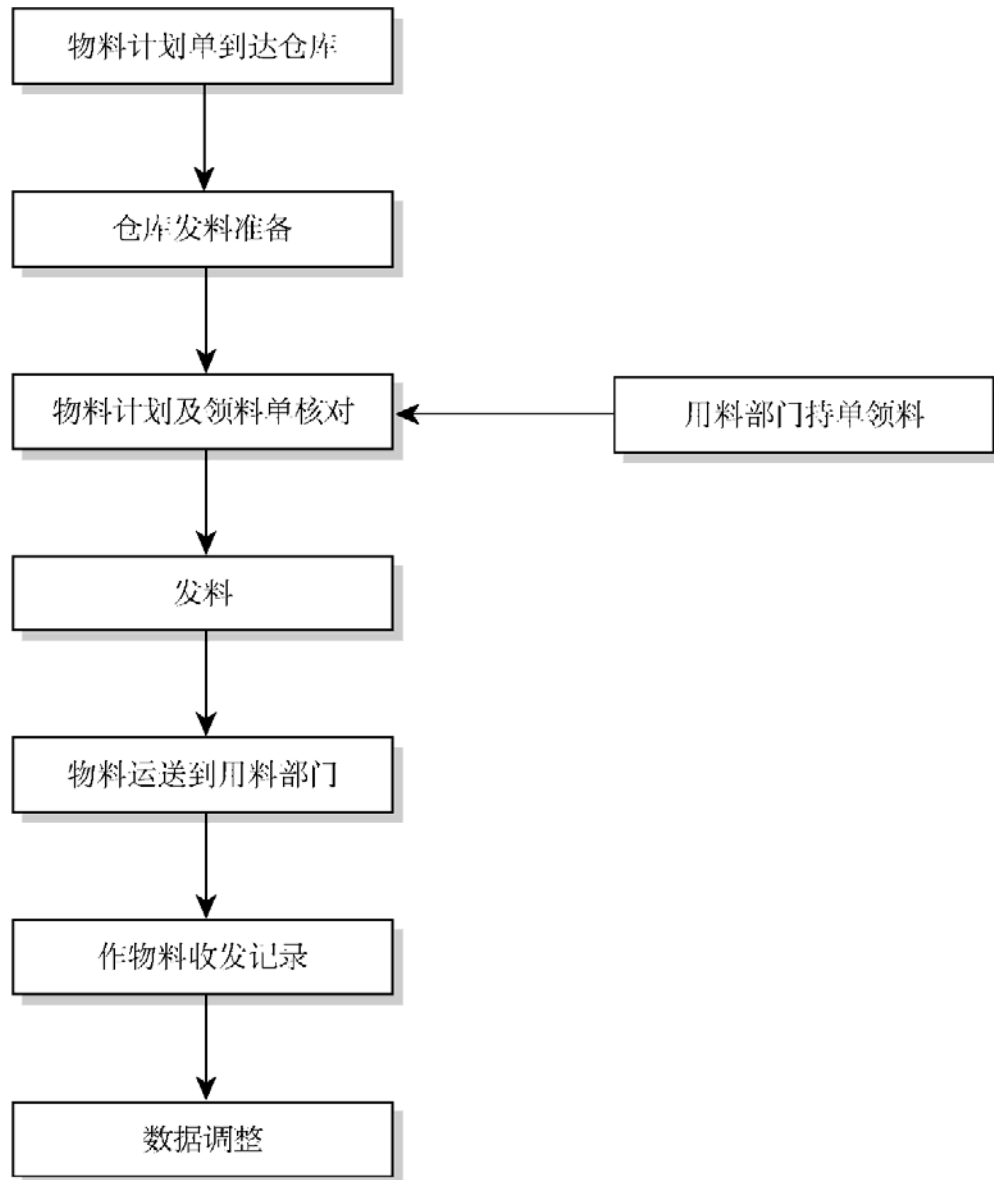 物料计划单到达仓库
仓库发料准备
物料计划及领料单核对
用料部门持单领料
发料
物料运送到用料部门
作物料收发记录
数据调整